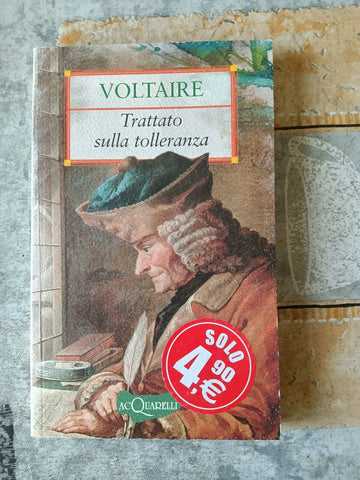 VOLTAIRE
Trattato
sulla tolleranza
SOLO
4,90
€
ACQUARELLI